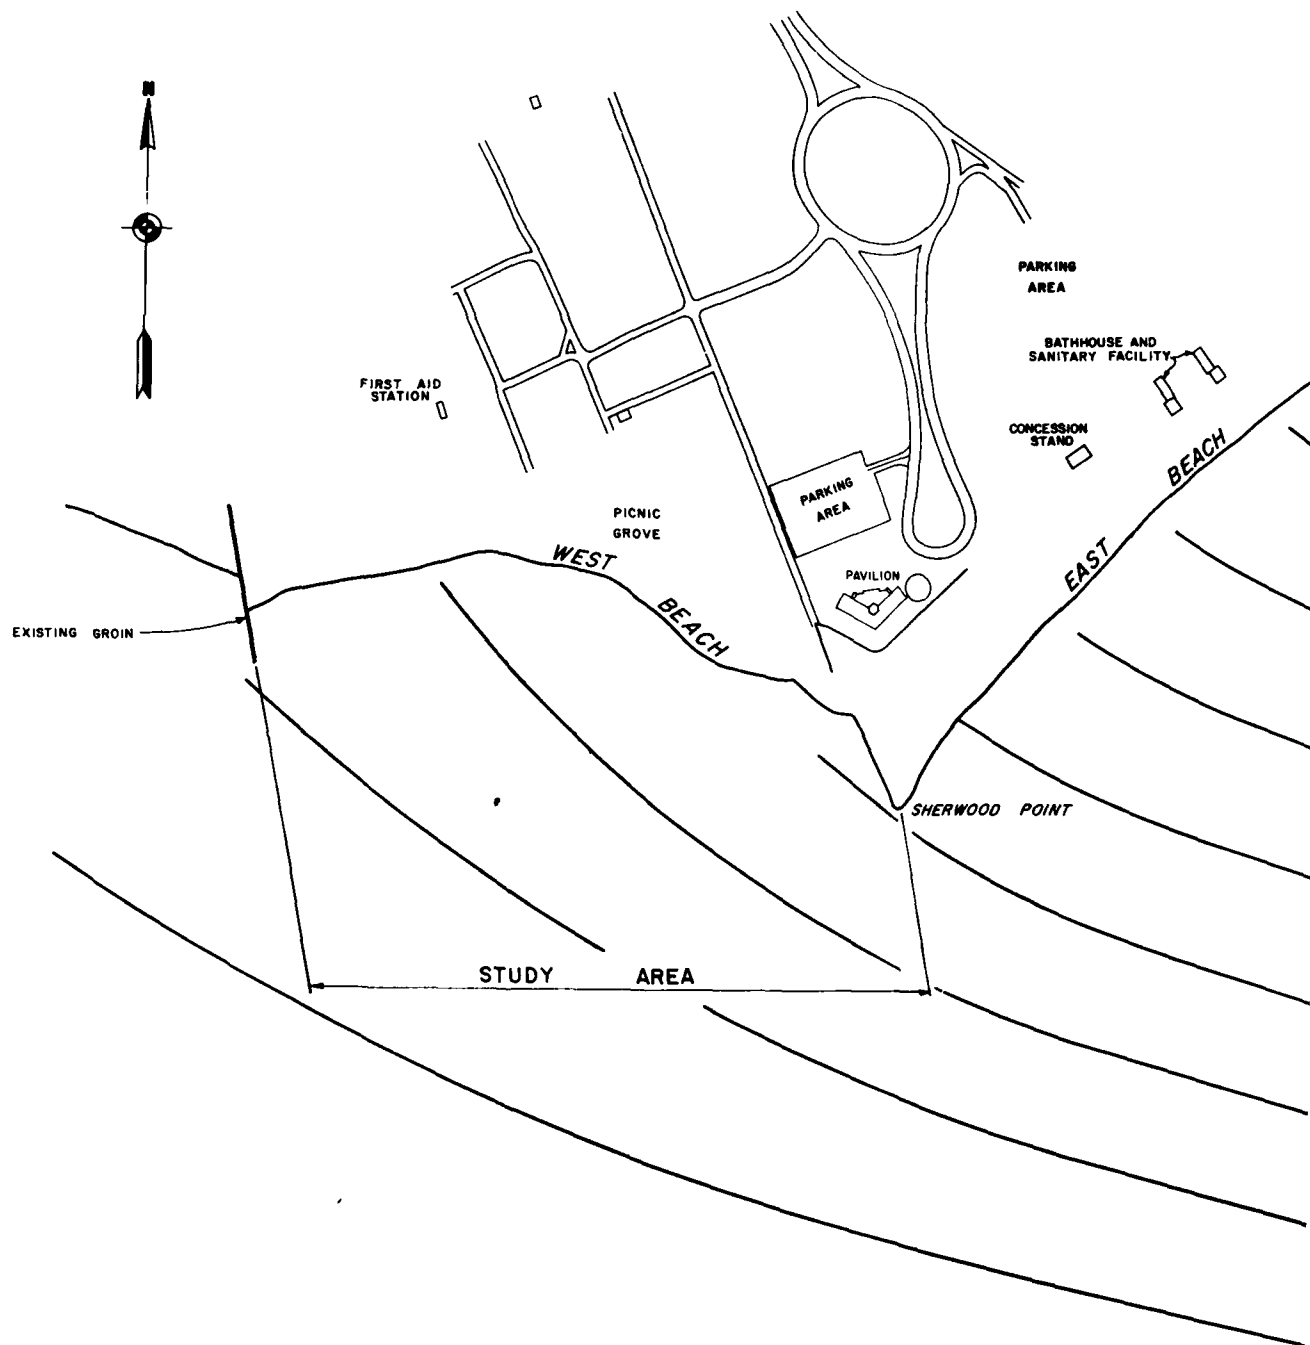 N
PARKING
AREA
BATHHOUSE AND
SANITARY FACILITY
FIRST AID
STATION
CONCESSION
STAND
EAST BEACH
PARKING
AREA
PICNIC
GROVE
WEST BEACH
PAVILION
EXISTING GROIN
SHERWOOD POINT
STUDY AREA